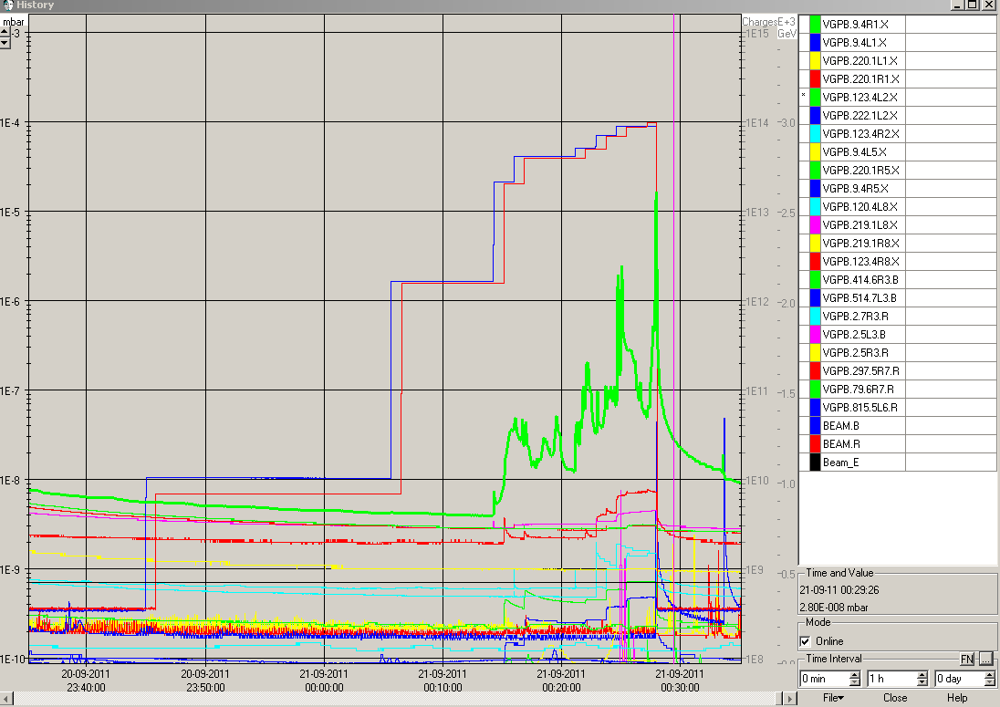 History
mbar
-3
1E-4
1E-5
1E-6
1E-7
1E-8
1E-9
1E-10
Charges
1E15
1E14
1E13
1E12
1E11
1E10
1E9
1E8
E+3
GeV
-3.0
-2.5
-2.0
-1.5
-1.0
-0.5
20-09-2011
23:40:00
20-09-2011
23:50:00
21-09-2011
00:00:00
21-09-2011
00:10:00
21-09-2011
00:20:00
21-09-2011
00:30:00
VGPB.9.4R1.X
VGPB.9.4L1.X
VGPB.220.1L1.X
VGPB.220.1R1.X
* VGPB.123.4L2.X
VGPB.222.1L2.X
VGPB.123.4R2.X
VGPB.9.4L5.X
VGPB.220.1R5.X
VGPB.9.4R5.X
VGPB.120.4L8.X
VGPB.219.1L8.X
VGPB.219.1R8.X
VGPB.123.4R8.X
VGPB.414.6R3.B
VGPB.514.7L3.B
VGPB.2.7R3.R
VGPB.2.5L3.B
VGPB.2.5R3.R
VGPB.297.5R7.R
VGPB.79.6R7.R
VGPB.815.5L6.R
BEAM.B
BEAM.R
Beam_E
Time and Value
21-09-11 00:29:26
2.80E-008 mbar
Mode
Online
Time Interval FN ...
0 min 1 h 0 day
File Close Help